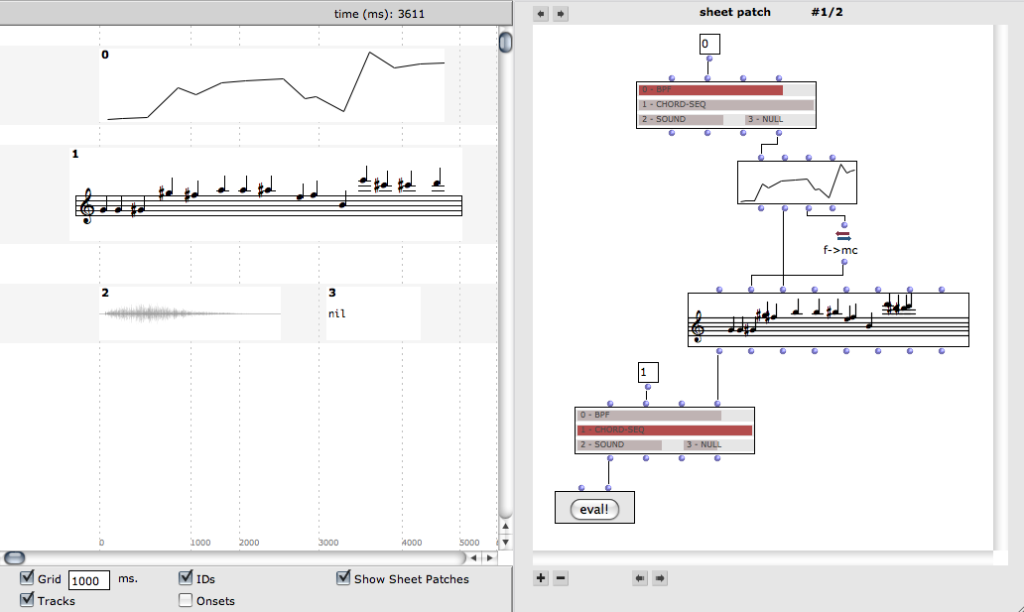 time (ms): 3611
0
1
2
3
nil
0
1000
2000
3000
4000
5000
Grid
1000
ms.
IDs
Show Sheet Patches
Tracks
Onsets
sheet patch #1/2
0
0 - BPF
1 - CHORD-SEQ
2 - SOUND
3 - NULL
f->mc
1
0 - BPF
1 - CHORD-SEQ
2 - SOUND
3 - NULL
eval!